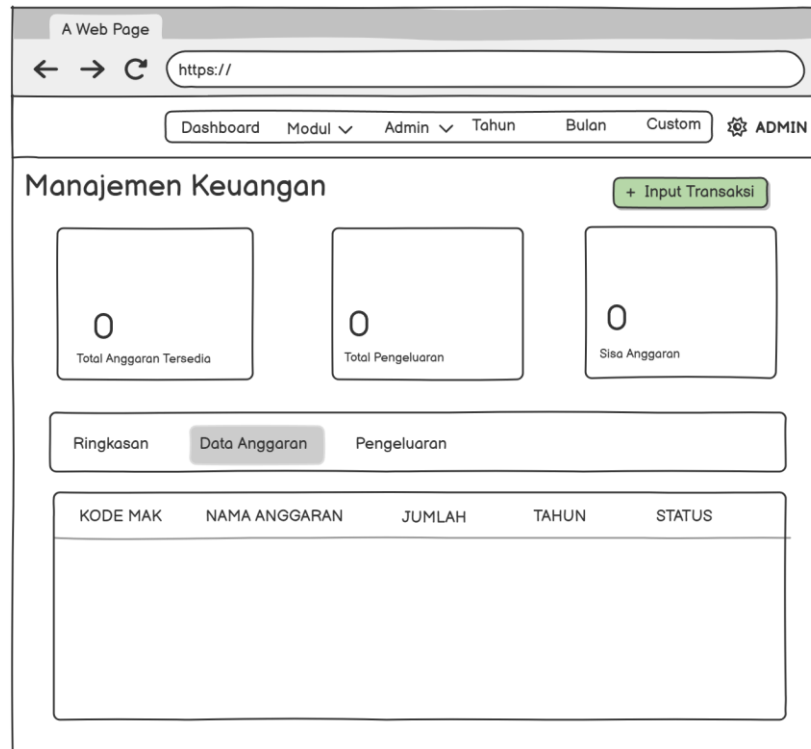 A Web Page
https://
Dashboard Modul Admin Tahun Bulan Custom ADMIN
Manajemen Keuangan
+ Input Transaksi
0
Total Anggaran Tersedia
0
Total Pengeluaran
0
Sisa Anggaran
Ringkasan Data Anggaran Pengeluaran
KODE MAK NAMA ANGGARAN JUMLAH TAHUN STATUS